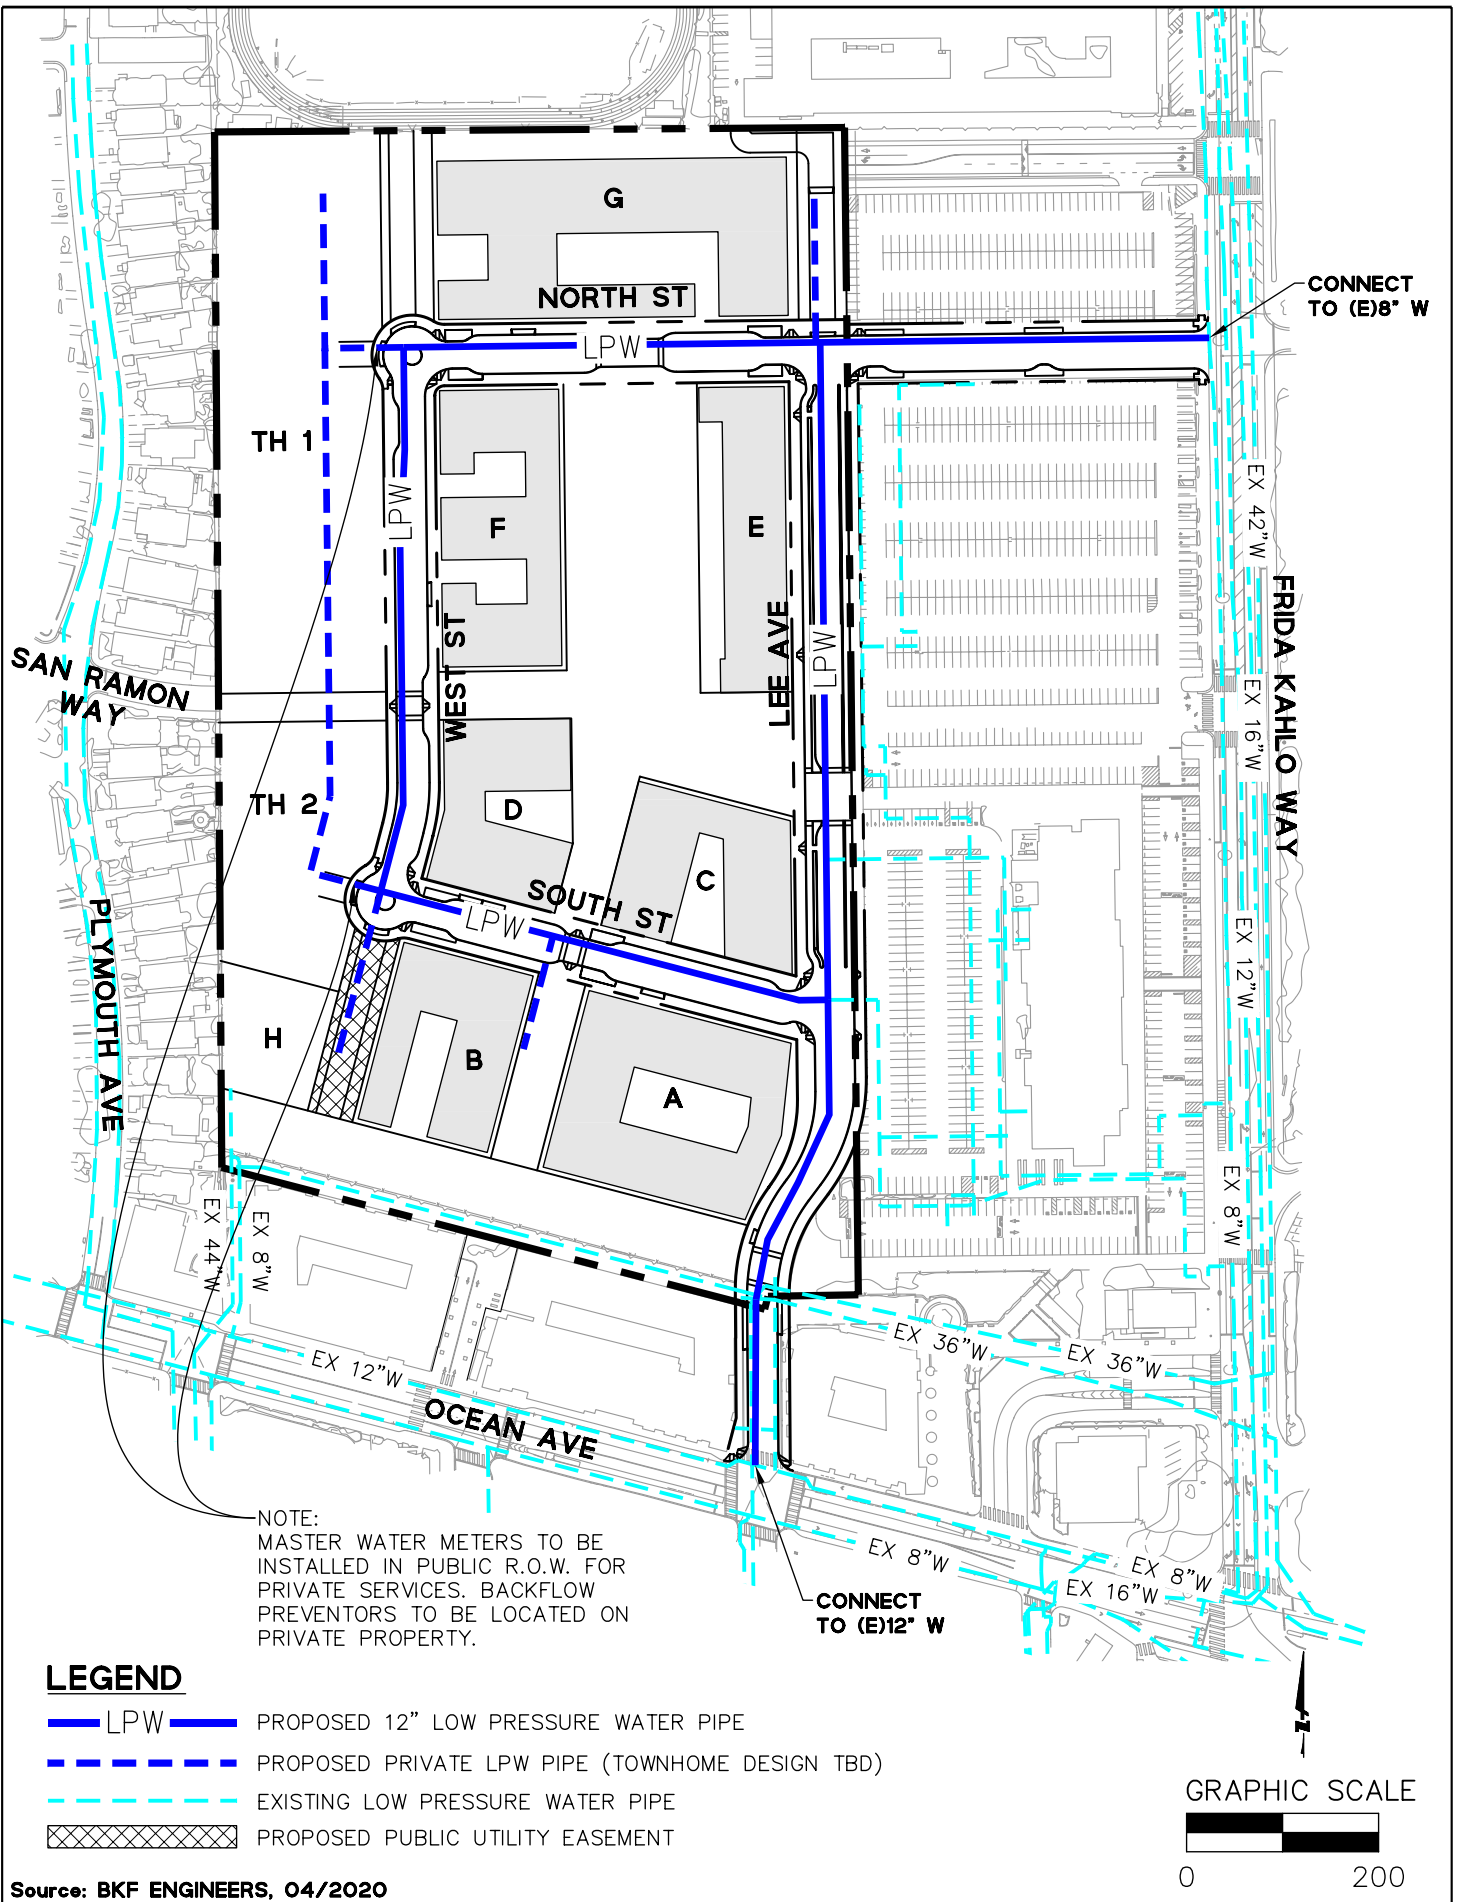 G
NORTH ST
CONNECT
TO (E)8" W
LPW
TH 1
LPW
F
E
EX 42"W
FRIDA KAHLO WAY
LEE AVE
LPW
WEST ST
SAN RAMON
WAY
EX 16"W
TH 2
D
C
SOUTH ST
LPW
PLYMOUTH AVE
EX 12"W
H
B
A
EX 8"W
EX 44"W
EX 8"W
EX 36"W
EX 36"W
EX 12"W
OCEAN AVE
EX 8"W
EX 8"W
EX 16"W
NOTE:
MASTER WATER METERS TO BE
INSTALLED IN PUBLIC R.O.W. FOR
PRIVATE SERVICES. BACKFLOW
PREVENTORS TO BE LOCATED ON
PRIVATE PROPERTY.
CONNECT
TO (E)12" W
LEGEND
LPW PROPOSED 12" LOW PRESSURE WATER PIPE
PROPOSED PRIVATE LPW PIPE (TOWNHOME DESIGN TBD)
EXISTING LOW PRESSURE WATER PIPE
PROPOSED PUBLIC UTILITY EASEMENT
GRAPHIC SCALE
0 200
Source: BKF ENGINEERS, 04/2020